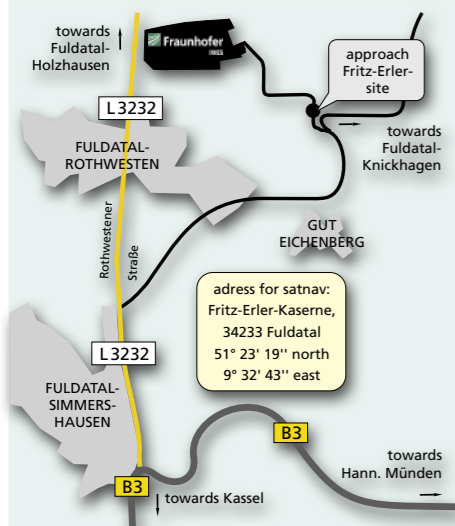 towards
Fuldatal-
Holzhausen
Fraunhofer
IWES
approach
Fritz-Erler-
site
L3232
towards
Fuldatal-
Knickhagen
FULDATAL-
ROTHWESTEN
GUT
EICHENBERG
Rothwestener
Straße
adress for satnav:
Fritz-Erler-Kaserne,
34233 Fuldatal
51° 23' 19'' north
9° 32' 43'' east
L3232
FULDATAL-
SIMMERS-
HAUSEN
B3
towards
Hann. Münden
B3
towards Kassel